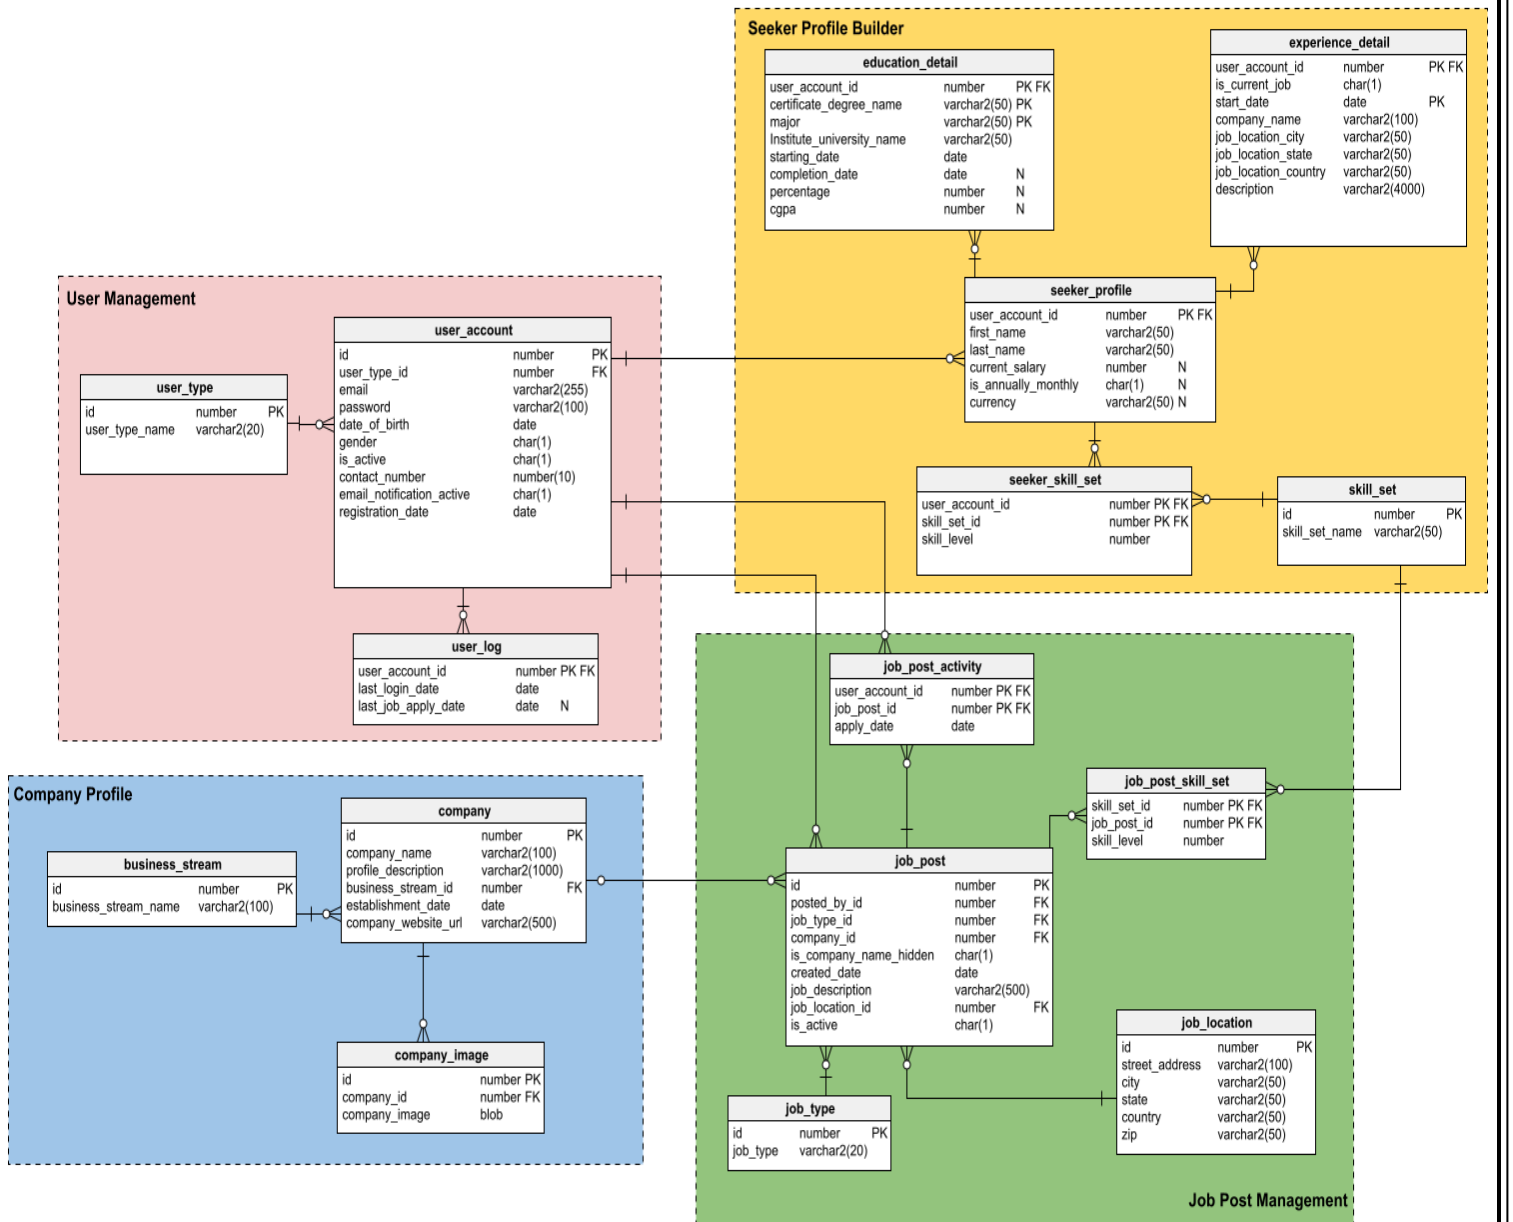 Seeker Profile Builder
education_detail
user_account_id number PK FK
certificate_degree_name varchar2(50) PK
major varchar2(50) PK
Institute_university_name varchar2(50)
starting_date date
completion_date date N
percentage number N
cgpa number N
experience_detail
user_account_id number PK FK
is_current_job char(1)
start_date date PK
company_name varchar2(100)
job_location_city varchar2(50)
job_location_state varchar2(50)
job_location_country varchar2(50)
description varchar2(4000)
seeker_profile
user_account_id number PK FK
first_name varchar2(50)
last_name varchar2(50)
current_salary number N
is_annually_monthly char(1) N
currency varchar2(50) N
seeker_skill_set
user_account_id number PK FK
skill_set_id number PK FK
skill_level number
skill_set
id number PK
skill_set_name varchar2(50)
User Management
user_type
id number PK
user_type_name varchar2(20)
user_account
id number PK
user_type_id number FK
email varchar2(255)
password varchar2(100)
date_of_birth date
gender char(1)
is_active char(1)
contact_number number(10)
email_notification_active char(1)
registration_date date
user_log
user_account_id number PK FK
last_login_date date
last_job_apply_date date N
Company Profile
business_stream
id number PK
business_stream_name varchar2(100)
company
id number PK
company_name varchar2(100)
profile_description varchar2(1000)
business_stream_id number FK
establishment_date date
company_website_url varchar2(500)
company_image
id number PK
company_id number FK
company_image blob
job_post_activity
user_account_id number PK FK
job_post_id number PK FK
apply_date date
job_post_skill_set
skill_set_id number PK FK
job_post_id number PK FK
skill_level number
job_post
id number PK
posted_by_id number FK
job_type_id number FK
company_id number FK
is_company_name_hidden char(1)
created_date date
job_description varchar2(500)
job_location_id number FK
is_active char(1)
job_type
id number PK
job_type varchar2(20)
job_location
id number PK
street_address varchar2(100)
city varchar2(50)
state varchar2(50)
country varchar2(50)
zip varchar2(50)
Job Post Management